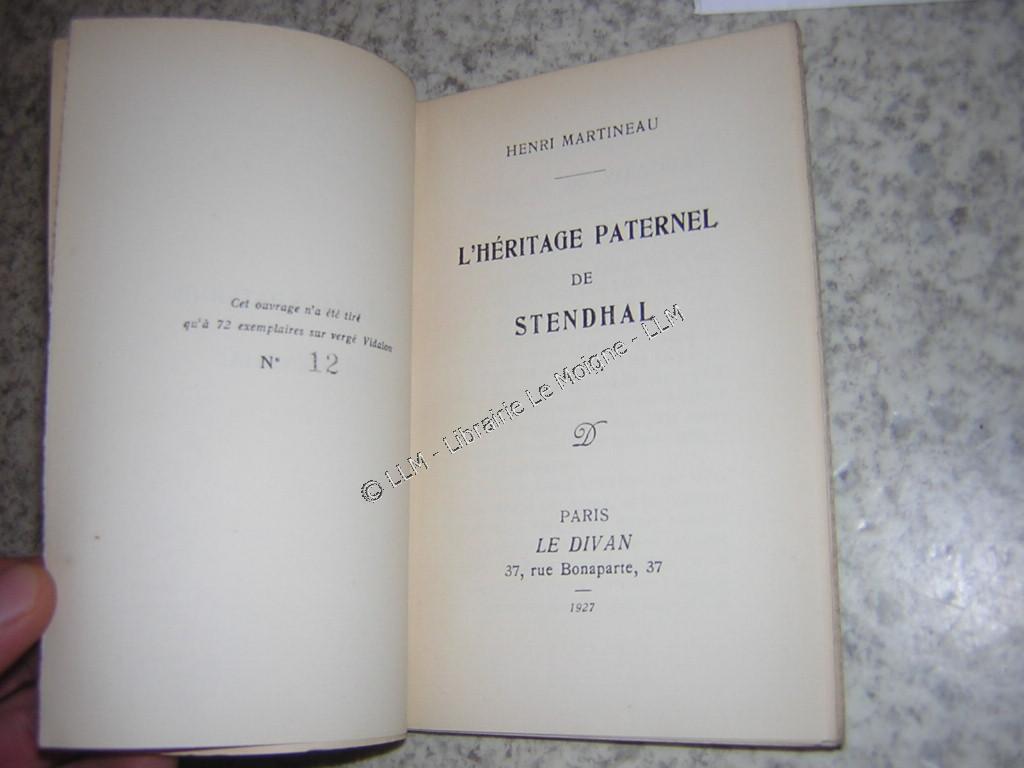 Cet ouvrage n'a été tiré
qu'à 72 exemplaires sur vergé Vidalon
N° 12
HENRI MARTINEAU
L'HÉRITAGE PATERNEL
DE
STENDHAL
D
PARIS
LE DIVAN
37, rue Bonaparte, 37
1927
© LLM - Librairie Le Moigne - LLM